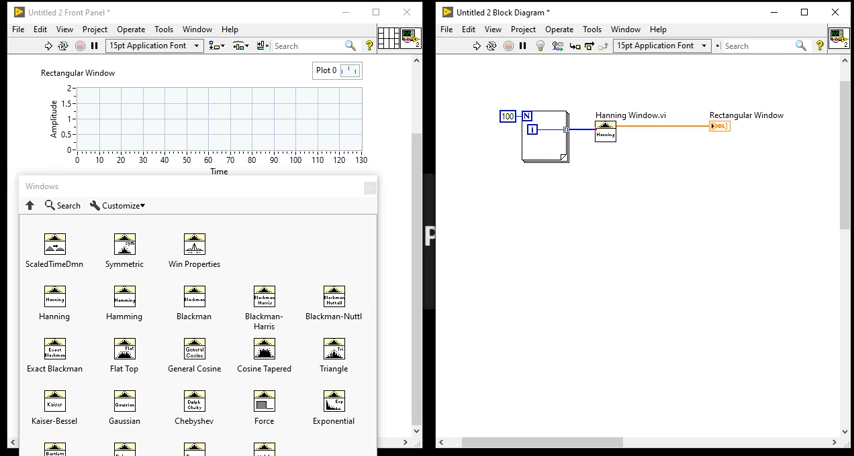 Untitled 2 Front Panel *
File Edit View Project Operate Tools Window Help
15pt Application Font
Search
2
Rectangular Window
Plot 0
Amplitude
2
1.5
1
0.5
0
0 10 20 30 40 50 60 70 80 90 100 110 120 130
Time
Windows
Search Customize
ScaledTimeDmn Symmetric Win Properties
Hanning Hamming Blackman Blackman-Harris Blackman-Nuttl
Exact Blackman Flat Top General Cosine Cosine Tapered Triangle
Kaiser-Bessel Gaussian Chebyshev Force Exponential
Untitled 2 Block Diagram *
File Edit View Project Operate Tools Window Help
15pt Application Font
Search
2
100
N
i
Hanning Window.vi
Hanning
Rectangular Window
DBL
P